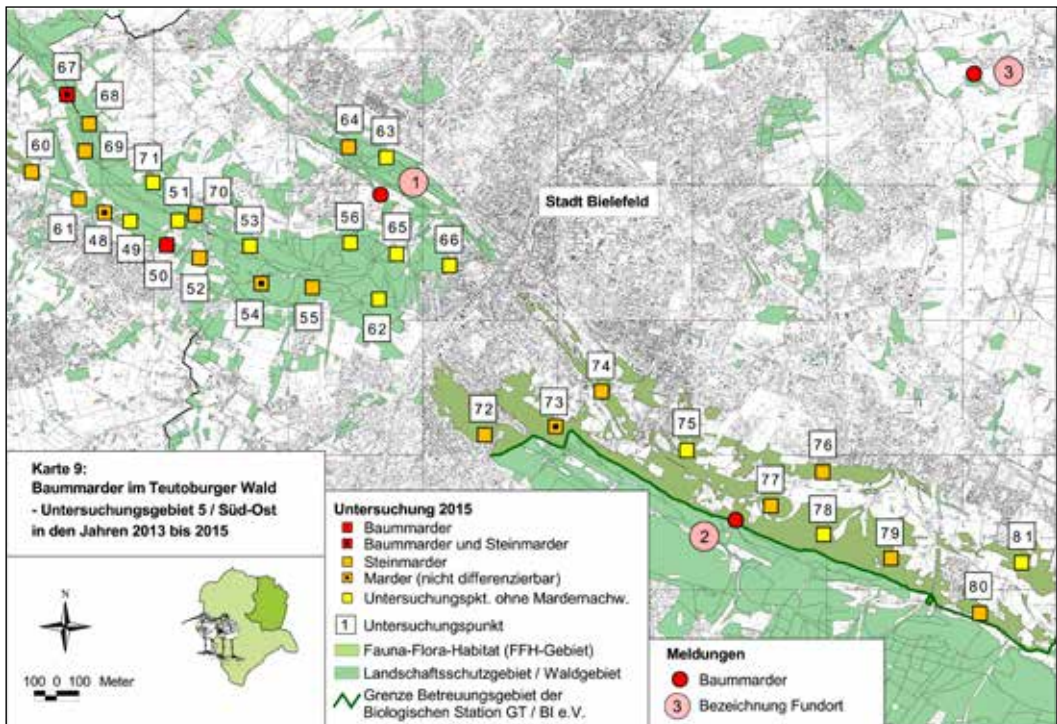 67
68
60
69
71
51
70
61
48
49
50
52
53
54
55
56
64
63
1
65
66
62
3
Stadt Bielefeld
72
73
74
75
76
77
78
79
81
80
2
Karte 9:
Baummarder im Teutoburger Wald
- Untersuchungsgebiet 5 / Süd-Ost
in den Jahren 2013 bis 2015
N
100 0 100 Meter
Untersuchung 2015
Baummarder
Baummarder und Steinmarder
Steinmarder
Marder (nicht differenzierbar)
Untersuchungspkt. ohne Mardernachw.
1 Untersuchungspunkt
Fauna-Flora-Habitat (FFH-Gebiet)
Landschaftsschutzgebiet / Waldgebiet
Grenze Betreuungsgebiet der
Biologischen Station GT / BI e.V.
Meldungen
Baummarder
3 Bezeichnung Fundort